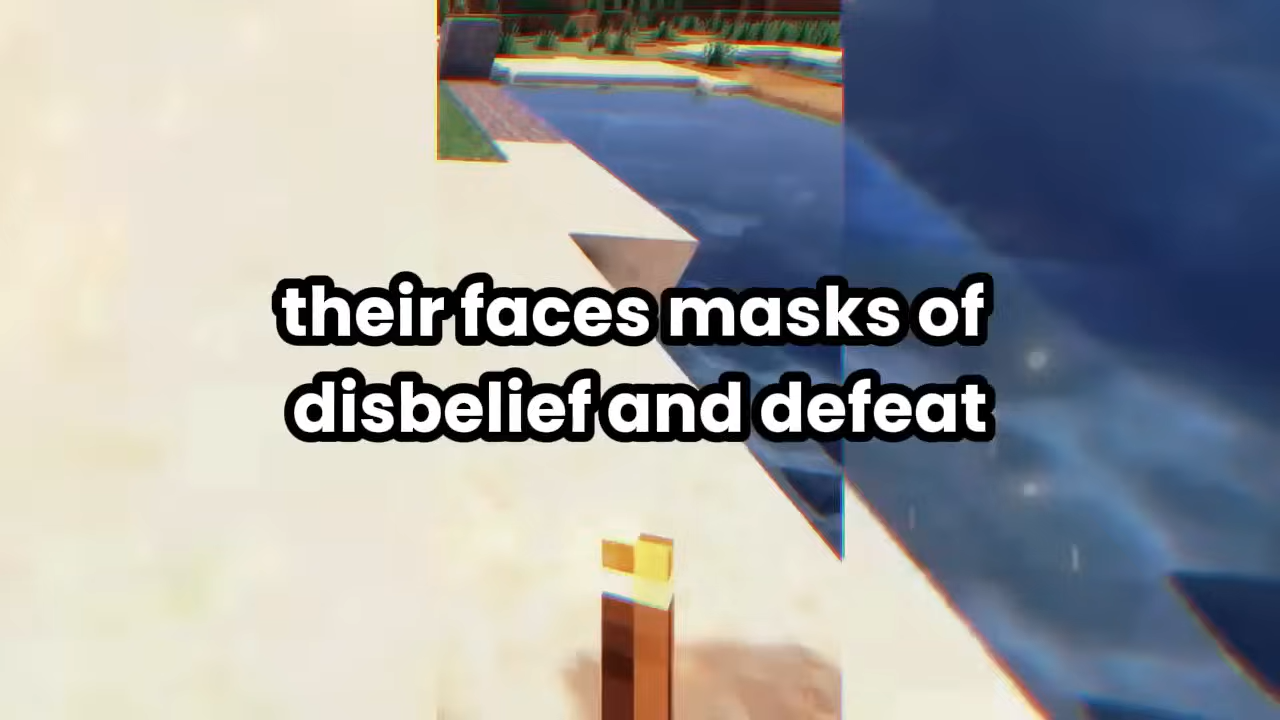 their faces masks of
disbelief and defeat